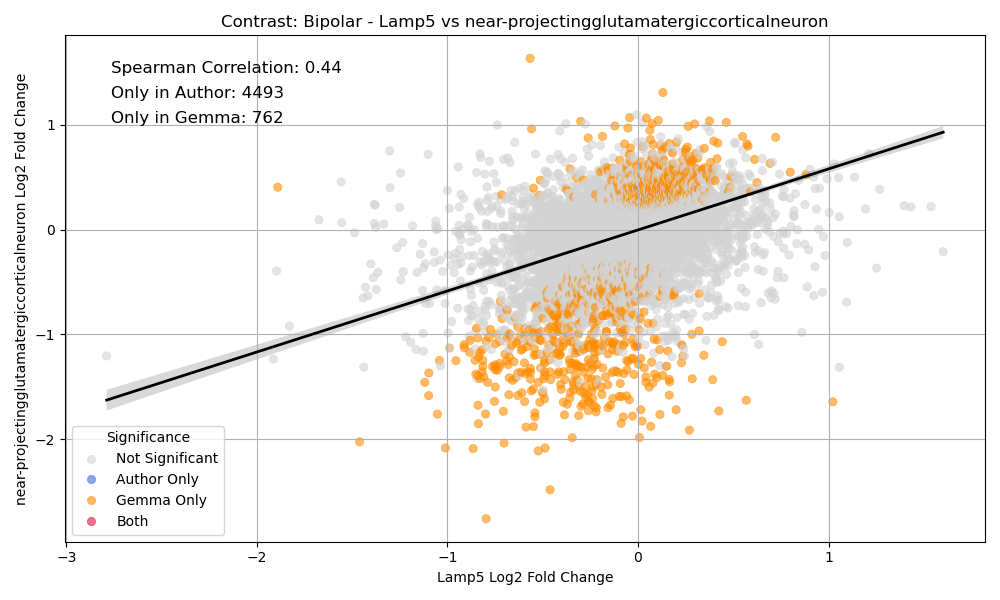 Contrast: Bipolar - Lamp5 vs near-projectingglutamatergiccorticalneuron
Spearman Correlation: 0.44
Only in Author: 4493
Only in Gemma: 762
near-projectingglutamatergiccorticalneuron Log2 Fold Change
1
0
−1
−2
Significance
Not Significant
Author Only
Gemma Only
Both
−3
−2
−1
0
1
Lamp5 Log2 Fold Change